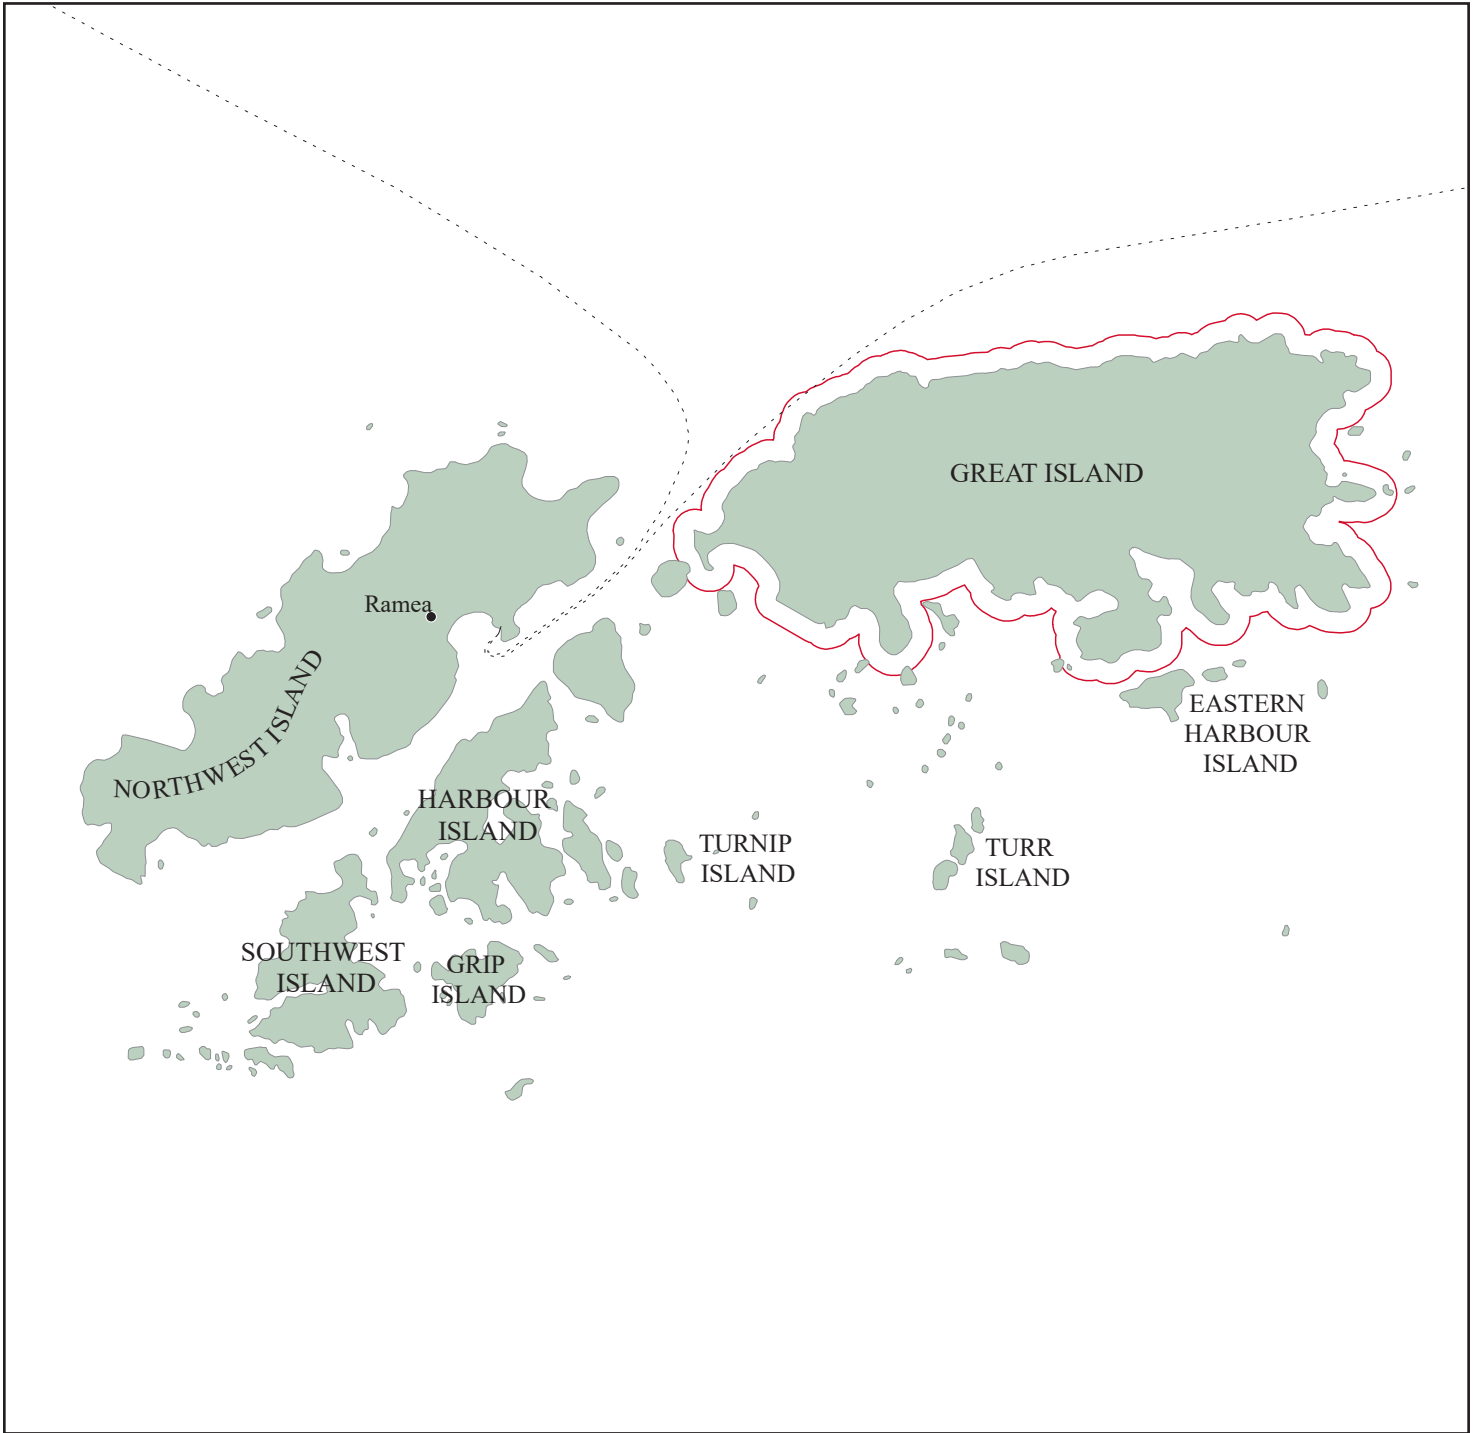 GREAT ISLAND
Ramea
NORTHWEST ISLAND
EASTERN
HARBOUR
ISLAND
HARBOUR
ISLAND
TURNIP
ISLAND
TURR
ISLAND
SOUTHWEST
ISLAND
GRIP
ISLAND